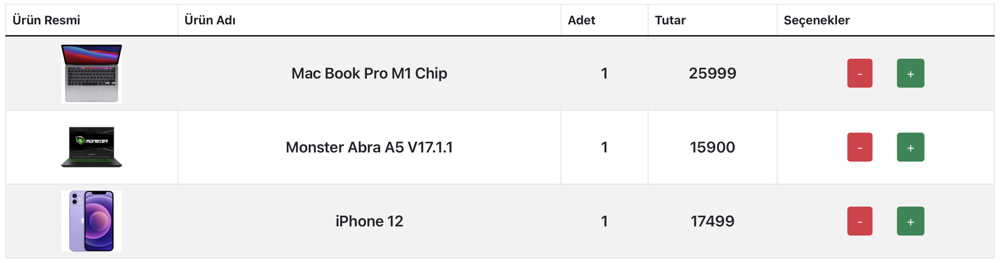 Ürün Resmi Ürün Adı Adet Tutar Seçenekler
Mac Book Pro M1 Chip 1 25999 - +
MONSTER
Monster Abra A5 V17.1.1 1 15900 - +
iPhone 12 1 17499 - +